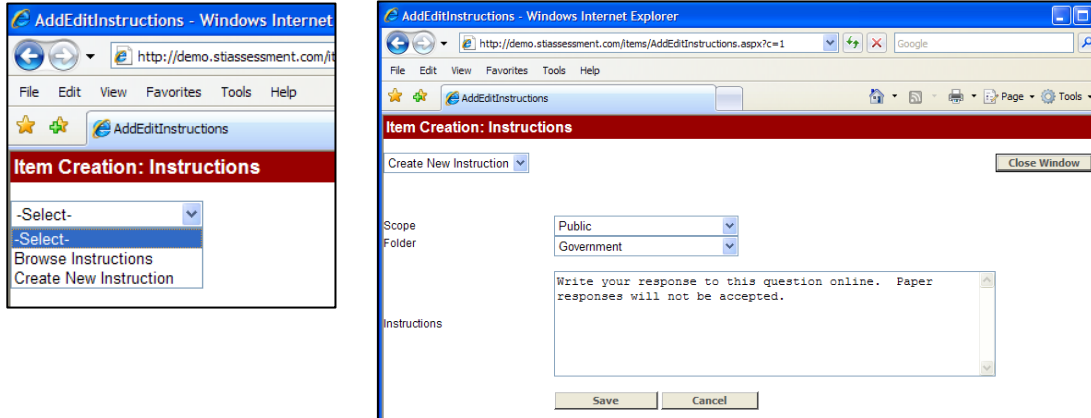 AddEditInstructions - Windows Internet
http://demo.stiassessment.com/it
File Edit View Favorites Tools Help
AddEditInstructions
Item Creation: Instructions
-Select-
-Select-
Browse Instructions
Create New Instruction
AddEditInstructions - Windows Internet Explorer
http://demo.stiassessment.com/items/AddEditInstructions.aspx?c=1
Google
File Edit View Favorites Tools Help
AddEditInstructions
Page
Tools
Item Creation: Instructions
Create New Instruction
Close Window
Scope
Public
Folder
Government
Write your response to this question online. Paper
responses will not be accepted.
Instructions
Save Cancel